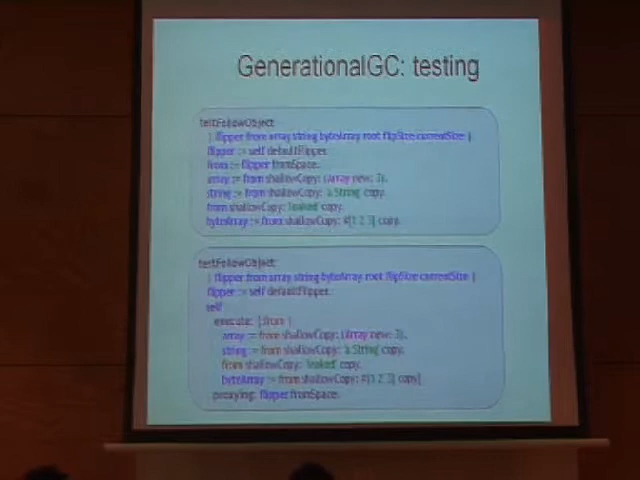 GenerationalGC: testing
testFollowObject
| flipper from array string byteArray root flipSize currentSize |
flipper := self defaultFlipper.
from := flipper fromSpace.
array := from shallowCopy: (Array new: 3).
string := from shallowCopy: 'a String' copy.
from shallowCopy: 'leaked' copy.
byteArray := from shallowCopy: #[1 2 3] copy.
testFollowObject
| flipper from array string byteArray root flipSize currentSize |
flipper := self defaultFlipper.
self
execute: [:from |
array := from shallowCopy: (Array new: 3).
string := from shallowCopy: 'a String' copy.
from shallowCopy: 'leaked' copy.
byteArray := from shallowCopy: #[1 2 3] copy]
proxying: flipper fromSpace.